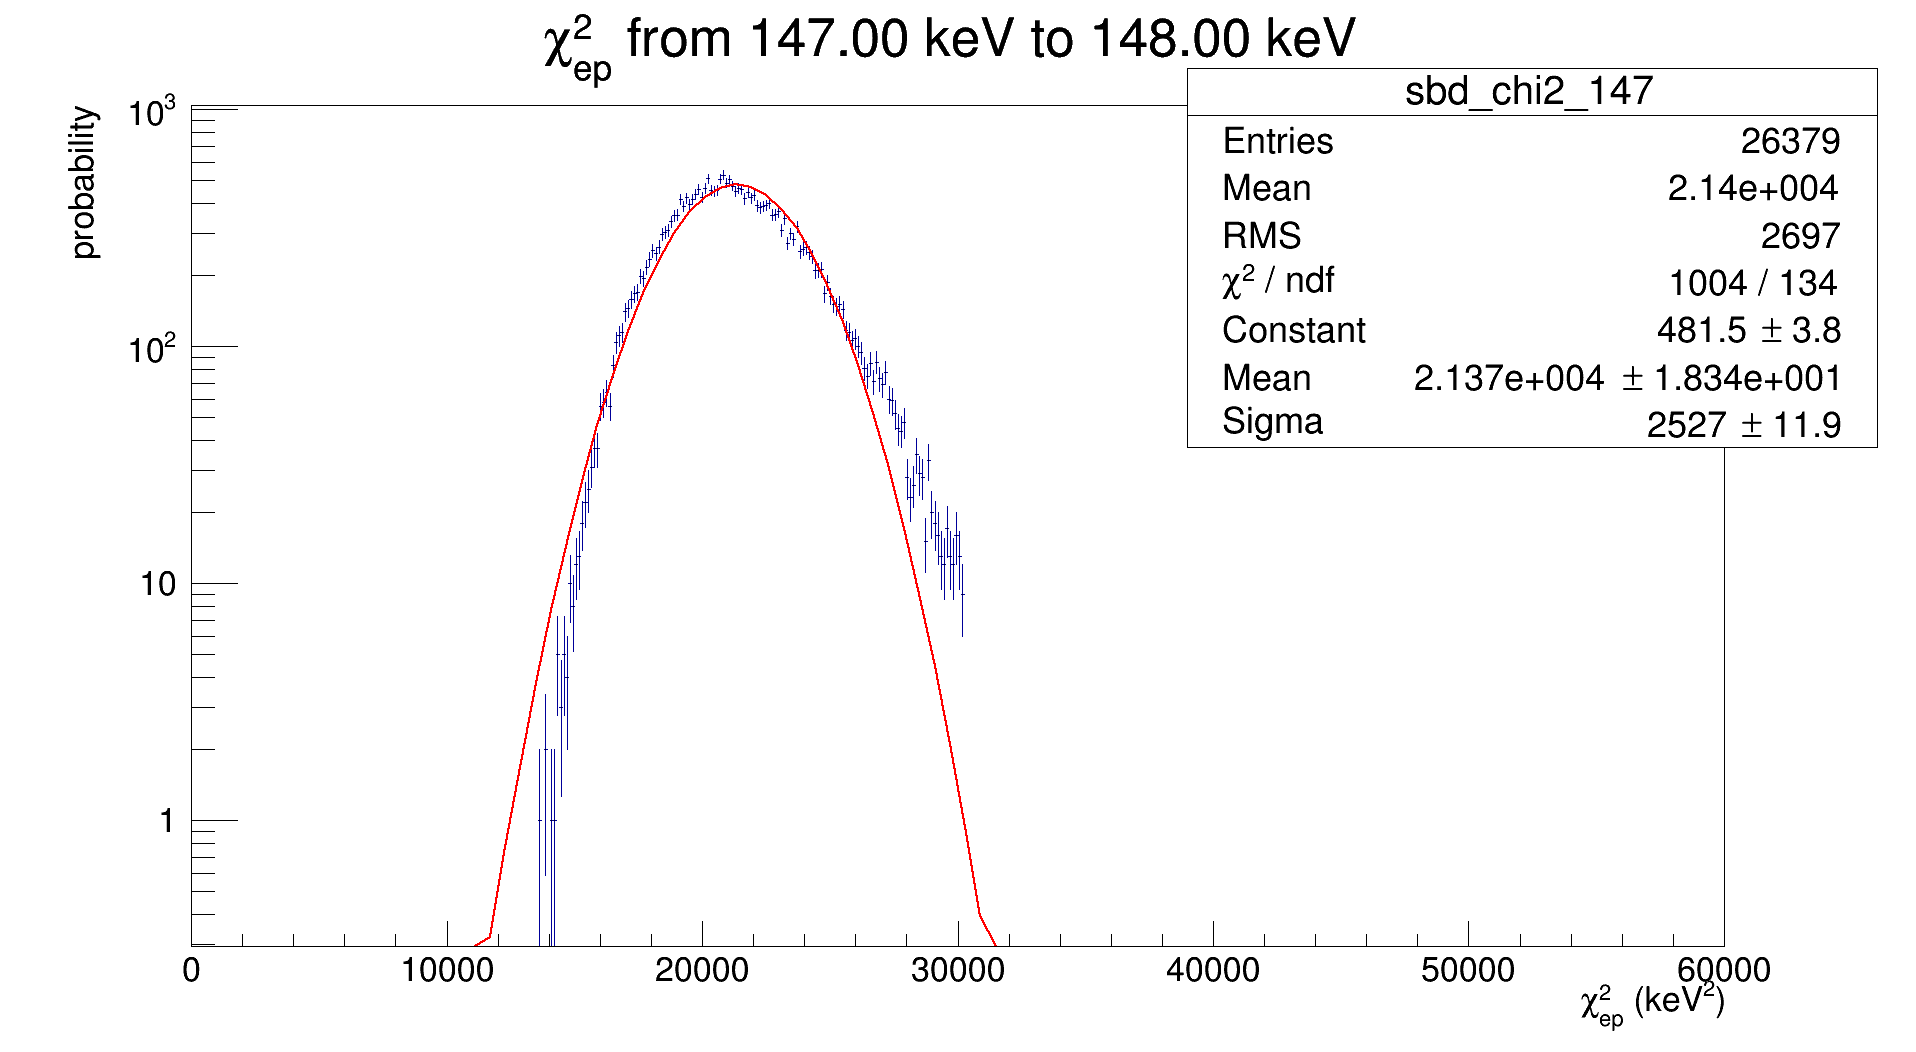 χ²ep from 147.00 keV to 148.00 keV
sbd_chi2_147
Entries 26379
Mean 2.14e+004
RMS 2697
χ² / ndf 1004 / 134
Constant 481.5 ± 3.8
Mean 2.137e+004 ± 1.834e+001
Sigma 2527 ± 11.9
probability
10³
10²
10
1
0 10000 20000 30000 40000 50000 60000
χ²ep (keV²)